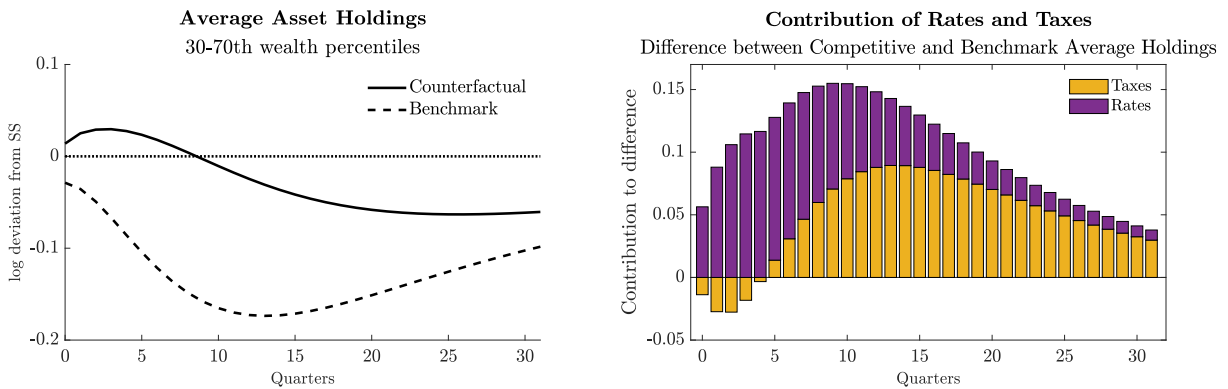 Average Asset Holdings
30-70th wealth percentiles
log deviation from SS
0.1
0
-0.1
-0.2
Counterfactual
Benchmark
0
5
10
15
20
25
30
Quarters
Contribution of Rates and Taxes
Difference between Competitive and Benchmark Average Holdings
Contribution to difference
0.15
0.1
0.05
0
-0.05
Taxes
Rates
0
5
10
15
20
25
30
Quarters